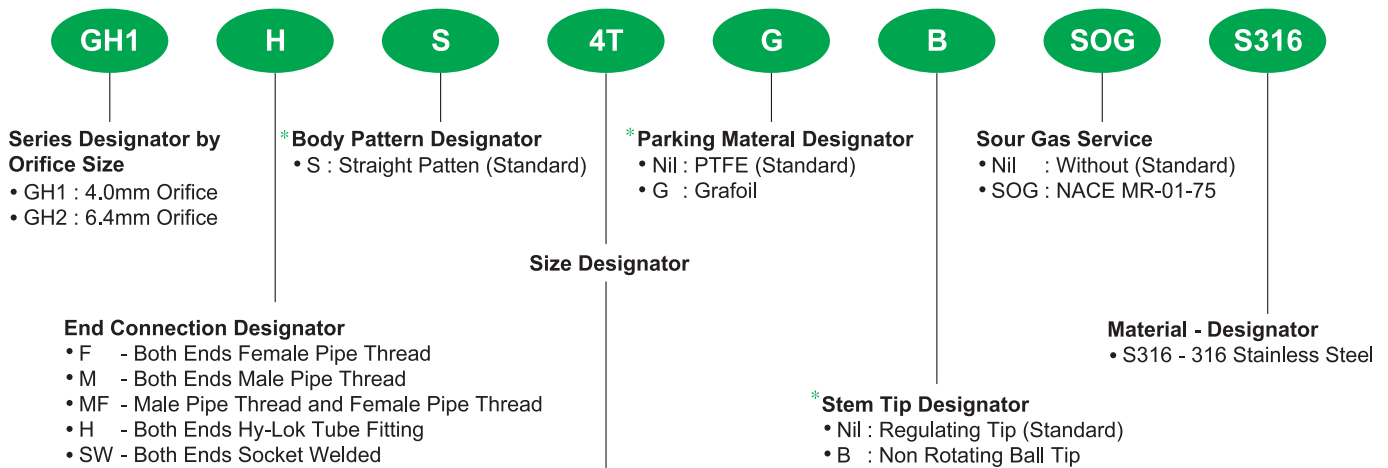 GH1 H S 4T G B SOG S316
Series Designator by
Orifice Size
• GH1 : 4.0mm Orifice
• GH2 : 6.4mm Orifice
*Body Pattern Designator
• S : Straight Patten (Standard)
*Parking Materal Designator
• Nil : PTFE (Standard)
• G : Grafoil
Sour Gas Service
• Nil : Without (Standard)
• SOG : NACE MR-01-75
Size Designator
End Connection Designator
• F - Both Ends Female Pipe Thread
• M - Both Ends Male Pipe Thread
• MF - Male Pipe Thread and Female Pipe Thread
• H - Both Ends Hy-Lok Tube Fitting
• SW - Both Ends Socket Welded
*Stem Tip Designator
• Nil : Regulating Tip (Standard)
• B : Non Rotating Ball Tip
Material - Designator
• S316 - 316 Stainless Steel